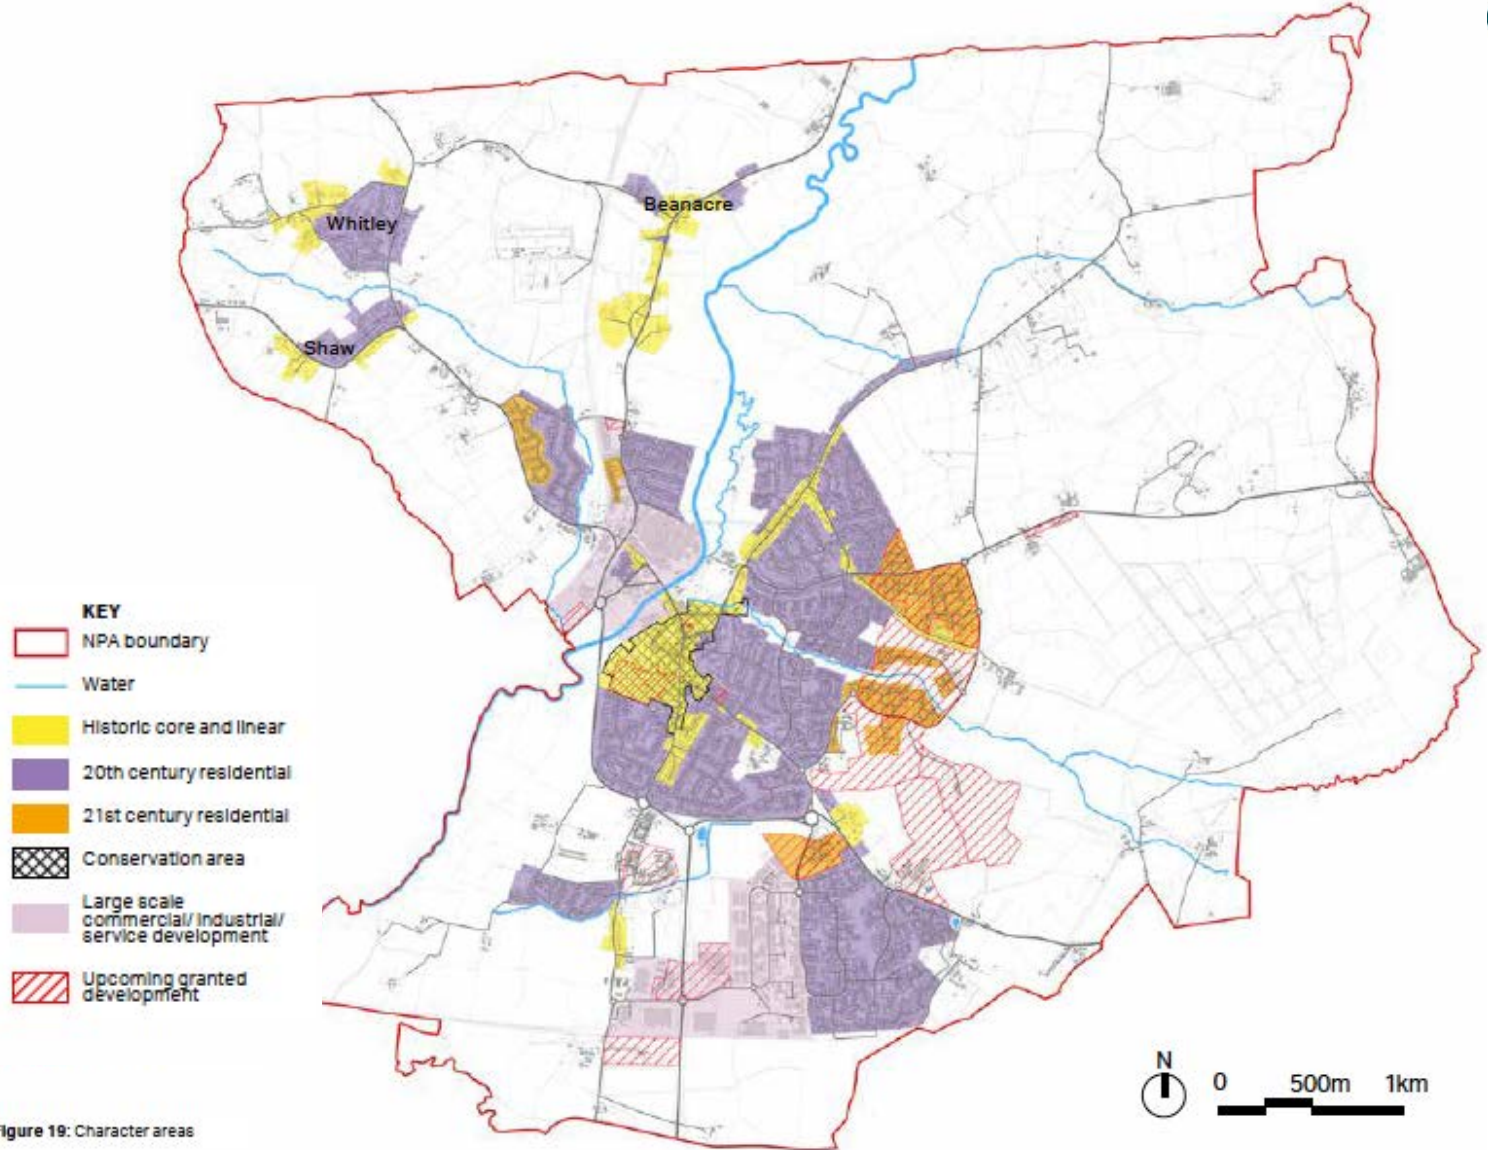 Whitley
Beanacre
Shaw
KEY
NPA boundary
Water
Historic core and linear
20th century residential
21st century residential
Conservation area
Large scale
commercial/ industrial/
service development
Upcoming granted
development
N
0 500m 1km
igure 19: Character areas